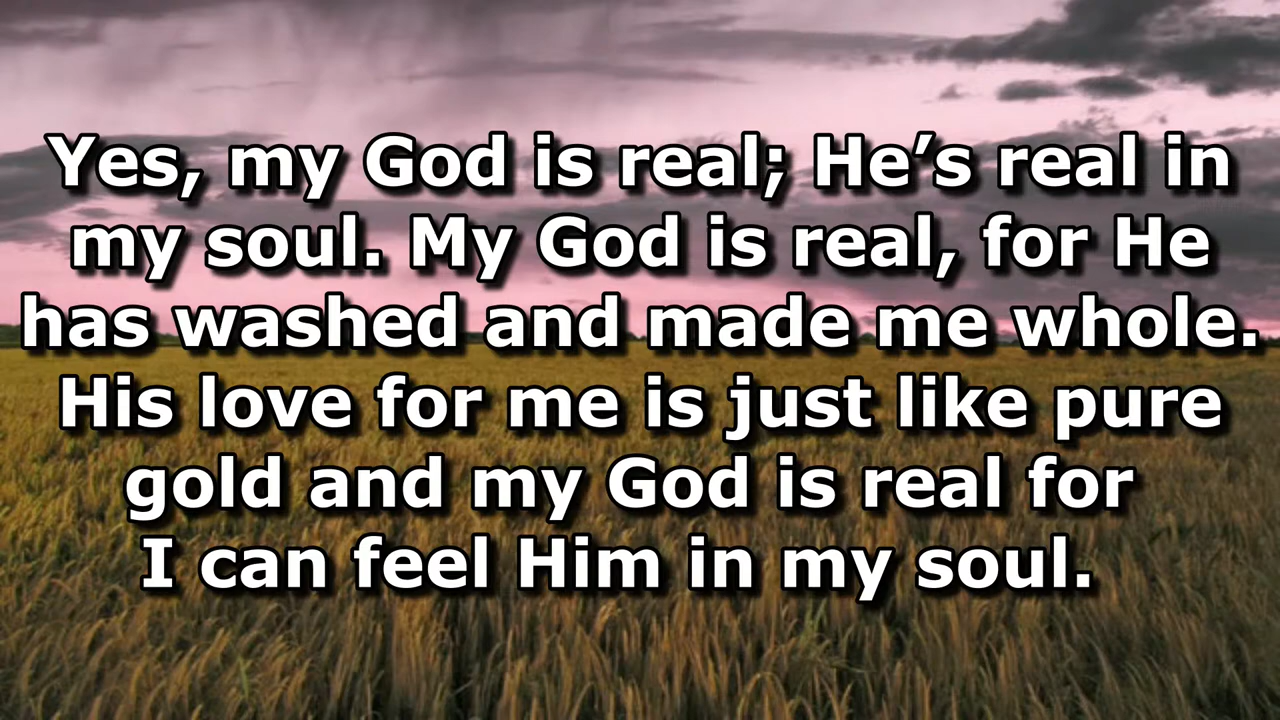 Yes, my God is real; He’s real in
my soul. My God is real, for He
has washed and made me whole.
His love for me is just like pure
gold and my God is real for
I can feel Him in my soul.